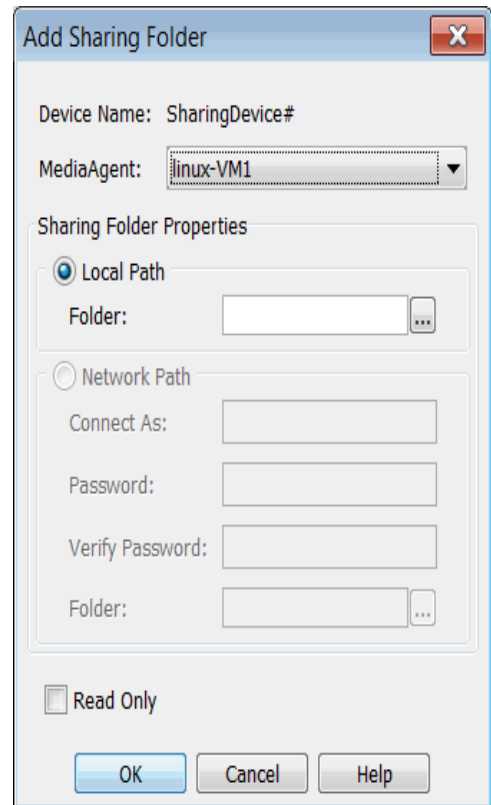 Add Sharing Folder
Device Name: SharingDevice#
MediaAgent: linux-VM1
Sharing Folder Properties
Local Path
Folder: ...
Network Path
Connect As:
Password:
Verify Password:
Folder: ...
Read Only
OK Cancel Help